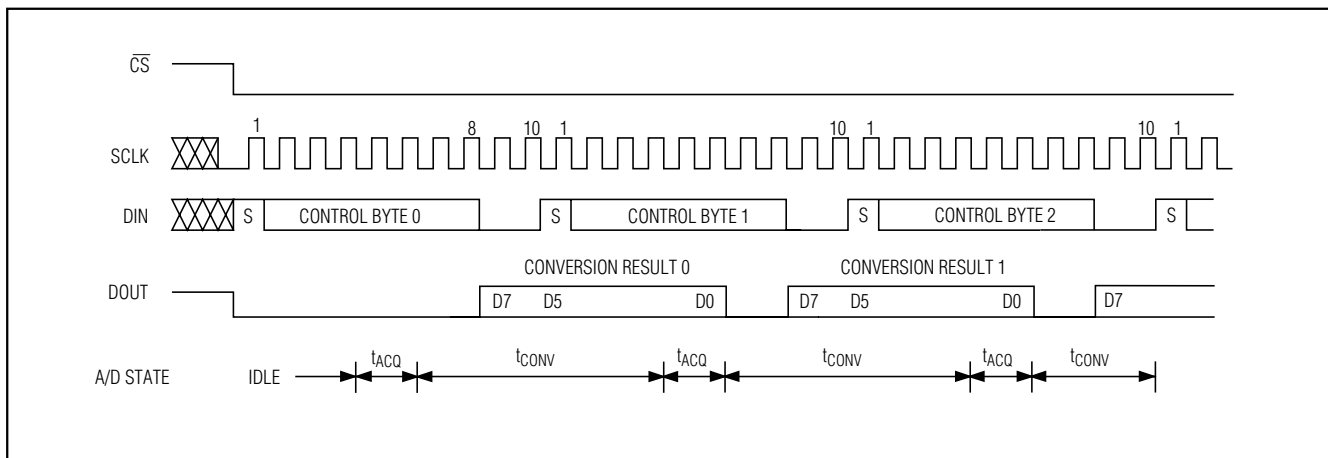 CS
1 8 10 1 10 1 10 1
SCLK
DIN S CONTROL BYTE 0 S CONTROL BYTE 1 S CONTROL BYTE 2 S
CONVERSION RESULT 0 CONVERSION RESULT 1
DOUT D7 D5 D0 D7 D5 D0 D7
tACQ tCONV tACQ tCONV tACQ tCONV
A/D STATE IDLE